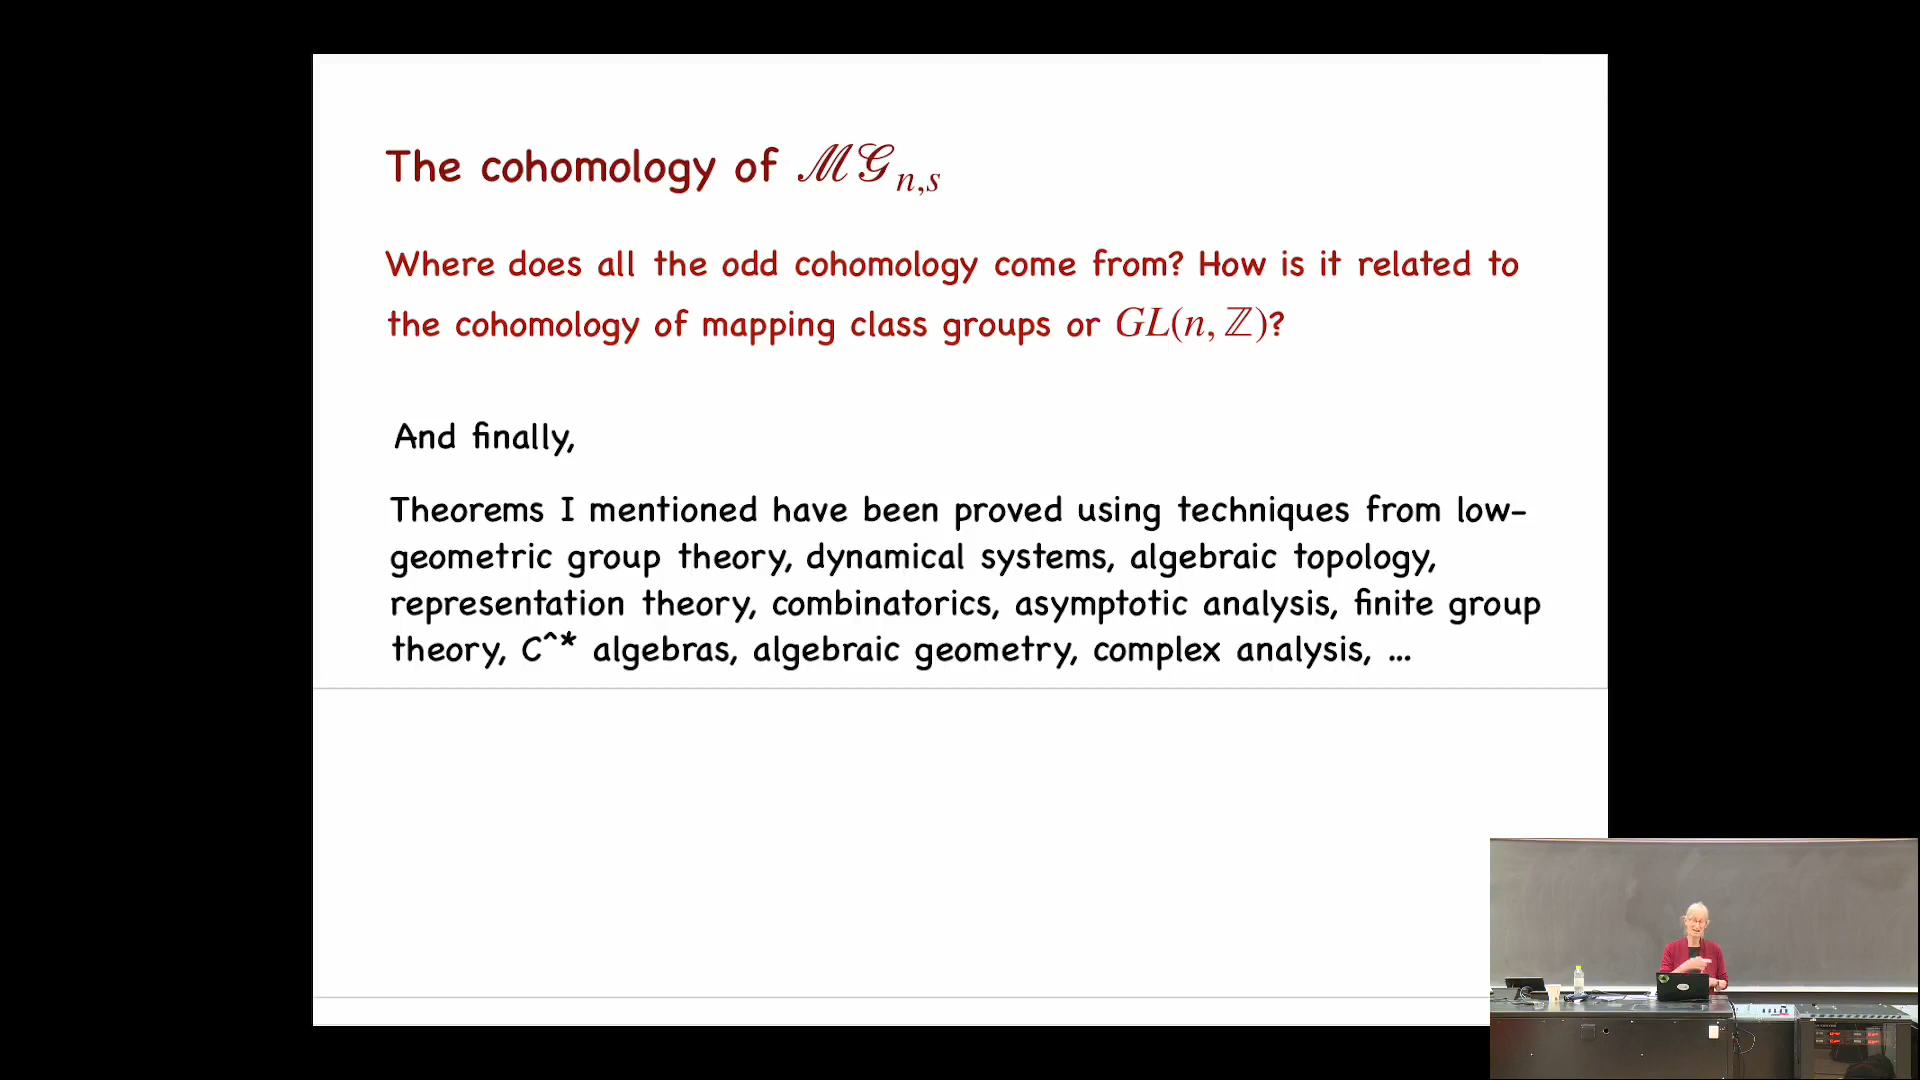 The cohomology of ℳ𝒢n,s
Where does all the odd cohomology come from? How is it related to
the cohomology of mapping class groups or GL(n, ℤ)?
And finally,
Theorems I mentioned have been proved using techniques from low-
geometric group theory, dynamical systems, algebraic topology,
representation theory, combinatorics, asymptotic analysis, finite group
theory, C^* algebras, algebraic geometry, complex analysis, ...